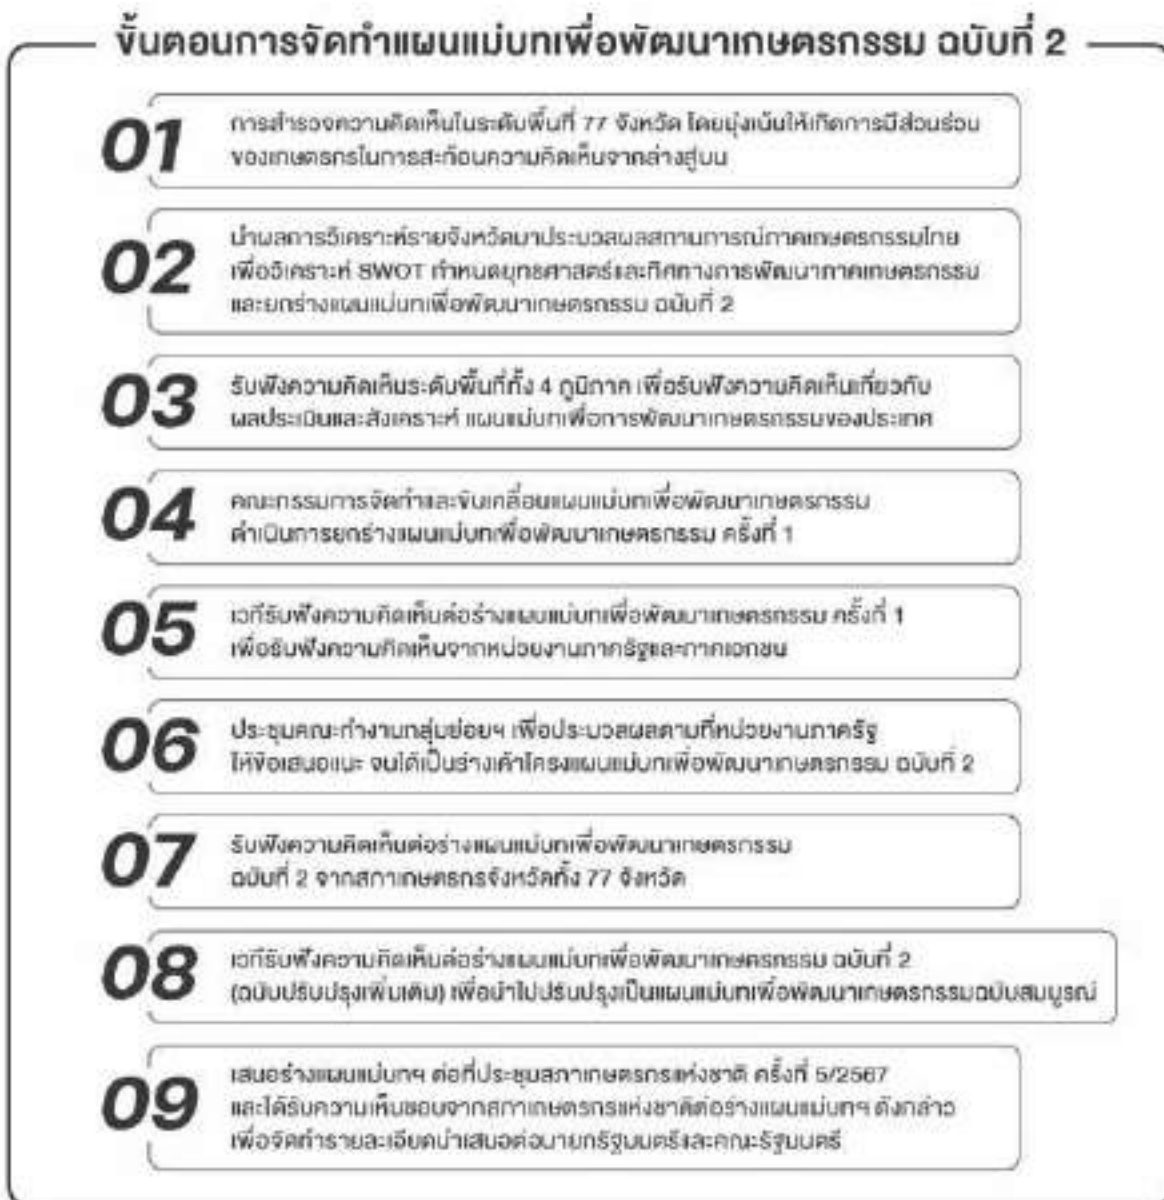 ขั้นตอนการจัดทำแผนแม่บทเพื่อพัฒนาเกษตรกรรม ฉบับที่ 2
01
การสำรวจความคิดเห็นในระดับพื้นที่ 77 จังหวัด โดยมุ่งเน้นให้เกิดการมีส่วนร่วม
ของเกษตรกรในการสะท้อนความคิดเห็นจากล่างสู่บน
02
นำผลการวิเคราะห์รายจังหวัดมาประมวลผลสถานการณ์ภาคเกษตรกรรมไทย
เพื่อวิเคราะห์ SWOT กำหนดยุทธศาสตร์และทิศทางการพัฒนาภาคเกษตรกรรม
และยกร่างแผนแม่บทเพื่อพัฒนาเกษตรกรรม ฉบับที่ 2
03
รับฟังความคิดเห็นระดับพื้นที่ทั้ง 4 ภูมิภาค เพื่อรับฟังความคิดเห็นเกี่ยวกับ
ผลประเมินและสังเคราะห์ แผนแม่บทเพื่อการพัฒนาเกษตรกรรมของประเทศ
04
คณะกรรมการจัดทำและขับเคลื่อนแผนแม่บทเพื่อพัฒนาเกษตรกรรม
ดำเนินการยกร่างแผนแม่บทเพื่อพัฒนาเกษตรกรรม ครั้งที่ 1
05
เวทีรับฟังความคิดเห็นต่อร่างแผนแม่บทเพื่อพัฒนาเกษตรกรรม ครั้งที่ 1
เพื่อรับฟังความคิดเห็นจากหน่วยงานภาครัฐและภาคเอกชน
06
ประชุมคณะทำงานกลุ่มย่อยฯ เพื่อประมวลผลตามที่หน่วยงานภาครัฐ
ให้ข้อเสนอแนะ จนได้เป็นร่างเค้าโครงแผนแม่บทเพื่อพัฒนาเกษตรกรรม ฉบับที่ 2
07
รับฟังความคิดเห็นต่อร่างแผนแม่บทเพื่อพัฒนาเกษตรกรรม
ฉบับที่ 2 จากสภาเกษตรกรจังหวัดทั้ง 77 จังหวัด
08
เวทีรับฟังความคิดเห็นต่อร่างแผนแม่บทเพื่อพัฒนาเกษตรกรรม ฉบับที่ 2
(ฉบับปรับปรุงเพิ่มเติม) เพื่อนำไปปรับปรุงเป็นแผนแม่บทเพื่อพัฒนาเกษตรกรรมฉบับสมบูรณ์
09
เสนอร่างแผนแม่บทฯ ต่อที่ประชุมสภาเกษตรกรแห่งชาติ ครั้งที่ 5/2567
และได้รับความเห็นชอบจากสภาเกษตรกรแห่งชาติต่อร่างแผนแม่บทฯ ดังกล่าว
เพื่อจัดทำรายละเอียดนำเสนอต่อนายกรัฐมนตรีและคณะรัฐมนตรี